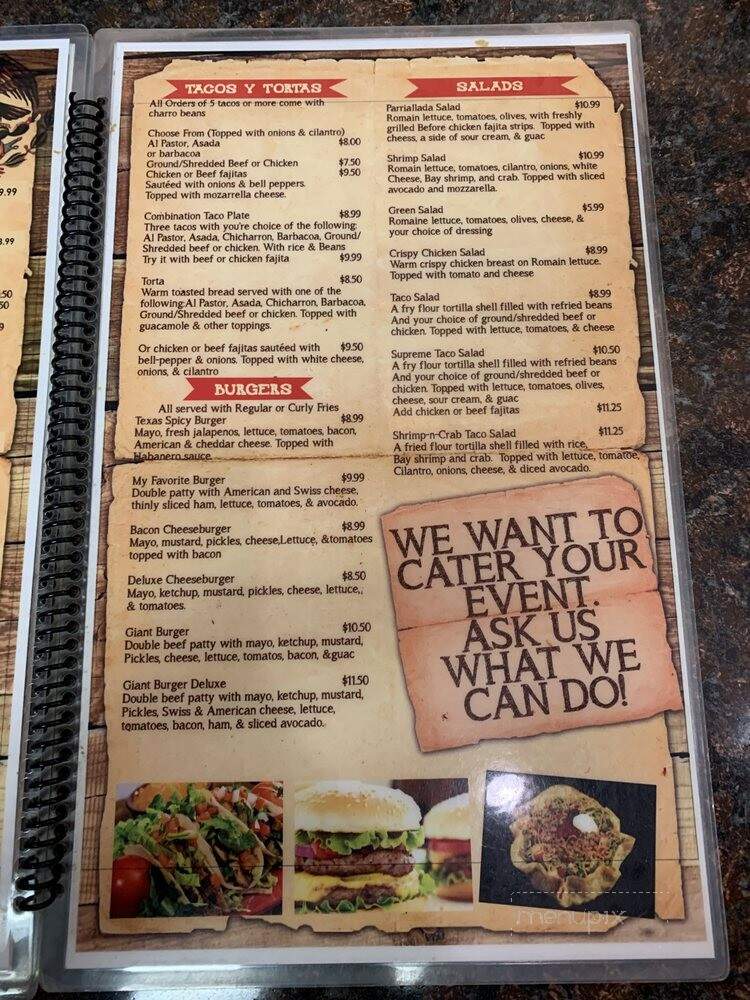 9.99
8.99
.50
50
9
TACOS Y TORTAS
All Orders of 5 tacos or more come with
charro beans
Choose From (Topped with onions & cilantro)
Al Pastor, Asada $8.00
or barbacoa
Ground/Shredded Beef or Chicken $7.50
Chicken or Beef fajitas $9.50
Sautéed with onions & bell peppers.
Topped with mozarrella cheese.
Combination Taco Plate $8.99
Three tacos with you're choice of the following:
Al Pastor, Asada, Chicharron, Barbacoa, Ground/
Shredded beef or chicken. With rice & Beans
Try it with beef or chicken fajita $9.99
Torta $8.50
Warm toasted bread served with one of the
following:Al Pastor, Asada, Chicharron, Barbacoa,
Ground/Shredded beef or chicken. Topped with
guacamole & other toppings.
Or chicken or beef fajitas sautéed with $9.50
bell-pepper & onions. Topped with white cheese,
onions, & cilantro
BURGERS
All served with Regular or Curly Fries
Texas Spicy Burger $8.99
Mayo, fresh jalapenos, lettuce, tomatoes, bacon,
American & cheddar cheese. Topped with
Habanero sauce.
My Favorite Burger $9.99
Double patty with American and Swiss cheese,
thinly sliced ham, lettuce, tomatoes, & avocado.
Bacon Cheeseburger $8.99
Mayo, mustard, pickles, cheese,Lettuce, &tomatoes
topped with bacon
Deluxe Cheeseburger $8.50
Mayo, ketchup, mustard, pickles, cheese, lettuce,,
& tomatoes.
Giant Burger $10.50
Double beef patty with mayo, ketchup, mustard,
Pickles, cheese, lettuce, tomatos, bacon, &guac
Giant Burger Deluxe $11.50
Double beef patty with mayo, ketchup, mustard,
Pickles, Swiss & American cheese, lettuce,
tomatoes, bacon, ham, & sliced avocado.
SALADS
Parriallada Salad $10.99
Romain lettuce, tomatoes, olives, with freshly
grilled Before chicken fajita strips. Topped with
cheess, a side of sour cream, & guac
Shrimp Salad $10.99
Romain lettuce, tomatoes, cilantro, onions, white
Cheese, Bay shrimp, and crab. Topped with sliced
avocado and mozzarella.
Green Salad $5.99
Romaine lettuce, tomatoes, olives, cheese, &
your choice of dressing
Crispy Chicken Salad $8.99
Warm crispy chicken breast on Romain lettuce.
Topped with tomato and cheese
Taco Salad $8.99
A fry flour tortilla shell filled with refried beans
And your choice of ground/shredded beef or
chicken. Topped with lettuce, tomatoes, & cheese
Supreme Taco Salad $10.50
A fry flour tortilla shell filled with refried beans
And your choice of ground/shredded beef or
chicken. Topped with lettuce, tomatoes, olives,
cheese, sour cream, & guac
Add chicken or beef fajitas $11.25
Shrimp-n-Crab Taco Salad $11.25
A fried flour tortilla shell filled with rice,
Bay shrimp and crab. Topped with lettuce, tomatoe,
Cilantro, onions, cheese, & diced avocado.
WE WANT TO
CATER YOUR
EVENT.
ASK US
WHAT WE
CAN DO!
menupix